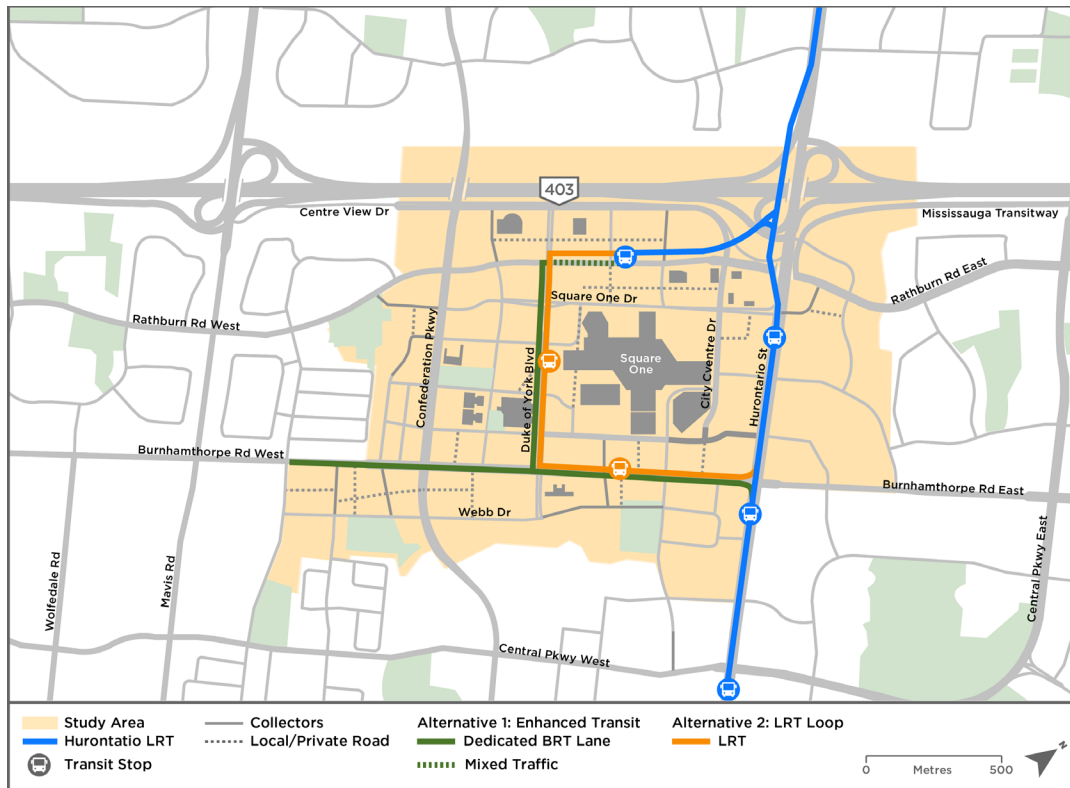 403
Centre View Dr
Mississauga Transitway
Rathburn Rd East
Square One Dr
Rathburn Rd West
Confederation Pkwy
Duke of York Blvd
Square
One
City Cventre Dr
Hurontario St
Burnhamthorpe Rd West
Burnhamthorpe Rd East
Webb Dr
Wolfedale Rd
Mavis Rd
Central Pkwy East
Central Pkwy West
Study Area
Collectors
Alternative 1: Enhanced Transit
Alternative 2: LRT Loop
Hurontatio LRT
Local/Private Road
Dedicated BRT Lane
LRT
Transit Stop
Mixed Traffic
0 Metres 500
N